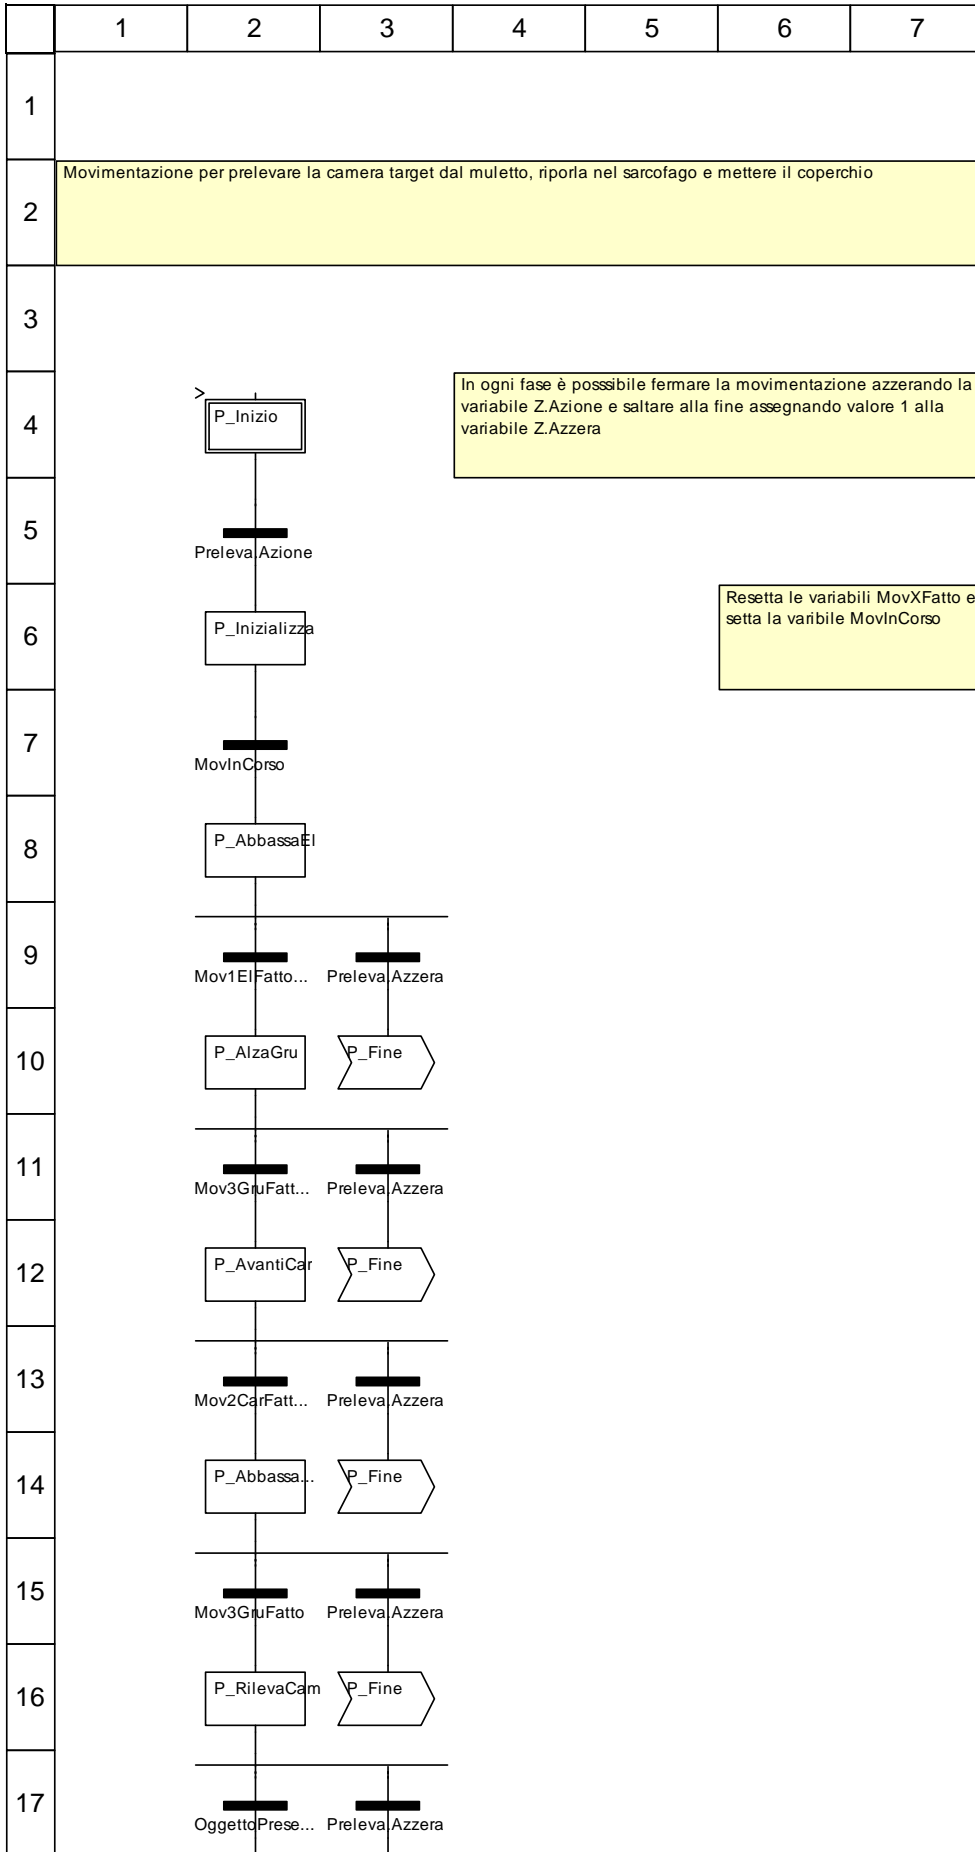 1 2 3 4 5 6 7
1
Movimentazione per prelevare la camera target dal muletto, riporla nel sarcofago e mettere il coperchio
2
3
In ogni fase è posssibile fermare la movimentazione azzerando la
variabile Z.Azione e saltare alla fine assegnando valore 1 alla
variabile Z.Azzera
4
P_Inizio
5
Preleva.Azione
Resetta le variabili MovXFatto e
setta la varibile MovInCorso
6
P_Inizializza
7
MovInCorso
8
P_AbbassaEl
9
Mov1ElFatto... Preleva.Azzera
10
P_AlzaGru P_Fine
11
Mov3GruFatt... Preleva.Azzera
12
P_AvantiCar P_Fine
13
Mov2CarFatt... Preleva.Azzera
14
P_Abbassa... P_Fine
15
Mov3GruFatto Preleva.Azzera
16
P_RilevaCam P_Fine
17
OggettoPrese... Preleva.Azzera